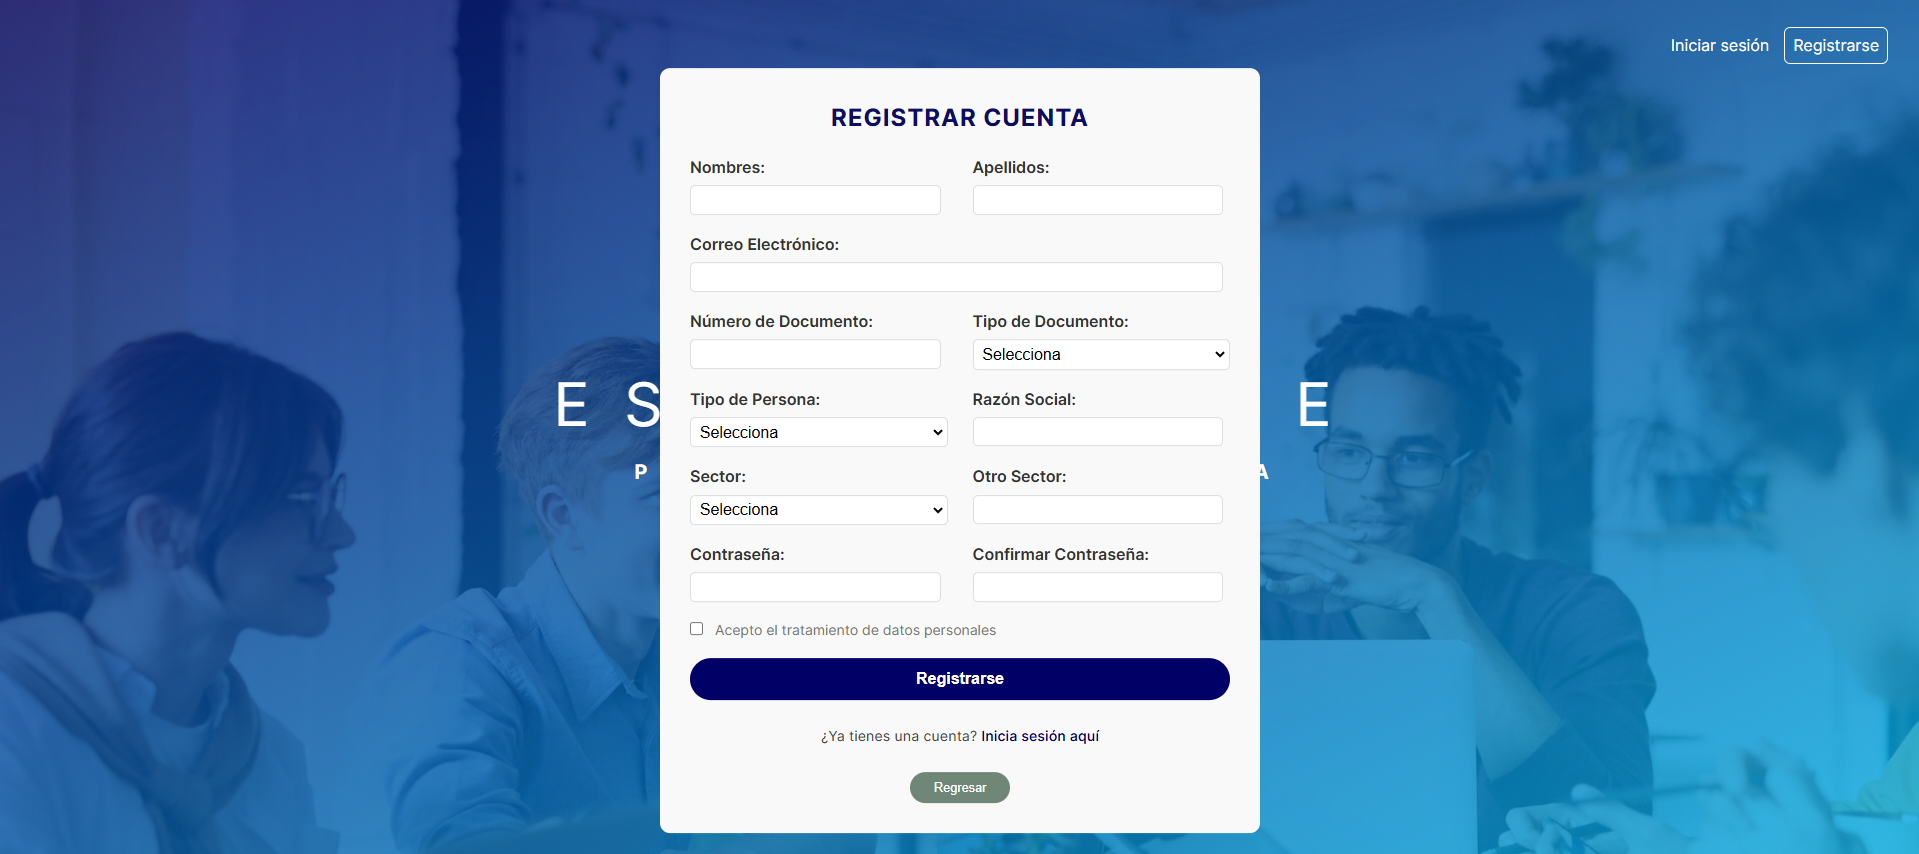 Iniciar sesión Registrarse
REGISTRAR CUENTA
Nombres: Apellidos:
Correo Electrónico:
Número de Documento: Tipo de Documento:
Selecciona
E S E
Tipo de Persona: Razón Social:
Selecciona
P A
Sector: Otro Sector:
Selecciona
Contraseña: Confirmar Contraseña:
Acepto el tratamiento de datos personales
Registrarse
¿Ya tienes una cuenta? Inicia sesión aquí
Regresar